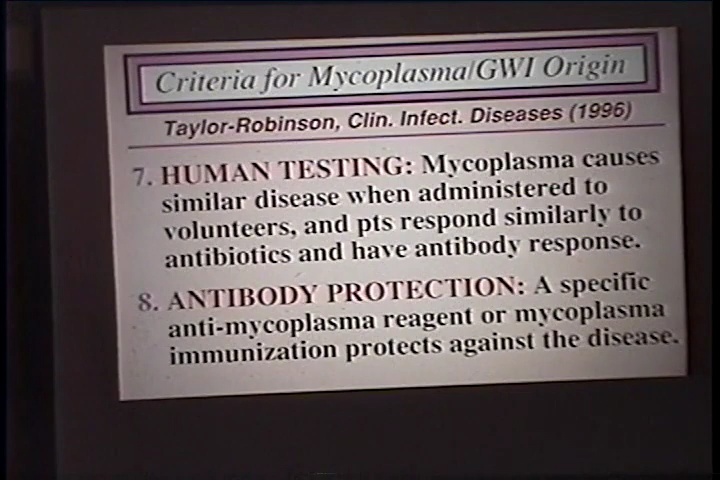 Criteria for Mycoplasma/GWI Origin
Taylor-Robinson, Clin. Infect. Diseases (1996)
7. HUMAN TESTING: Mycoplasma causes
similar disease when administered to
volunteers, and pts respond similarly to
antibiotics and have antibody response.
8. ANTIBODY PROTECTION: A specific
anti-mycoplasma reagent or mycoplasma
immunization protects against the disease.